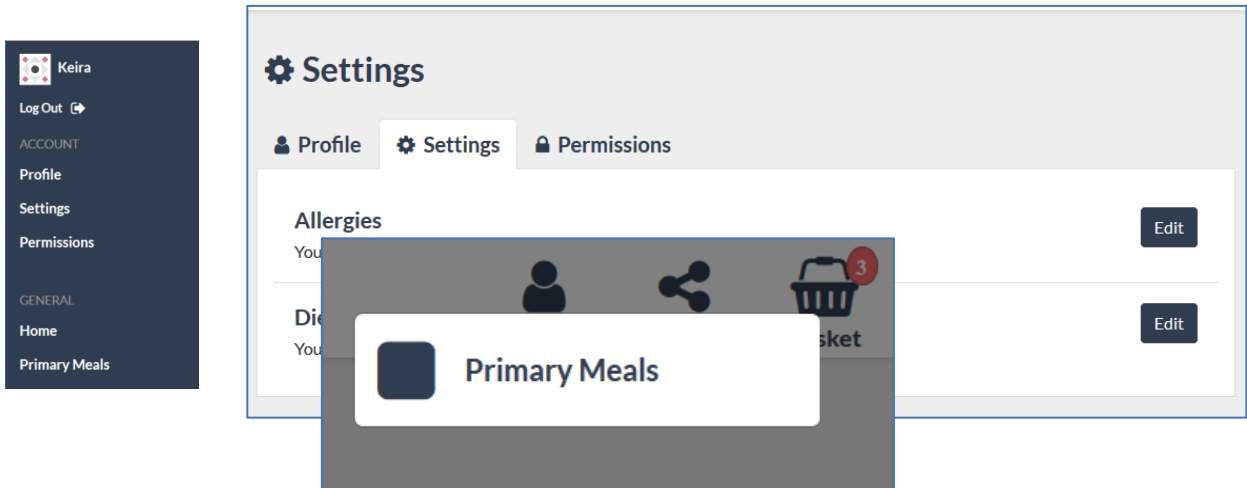 Keira
Log Out
ACCOUNT
Profile
Settings
Permissions
GENERAL
Home
Primary Meals
Settings
Profile Settings Permissions
Allergies
Edit
You
Edit
You
3
Primary Meals